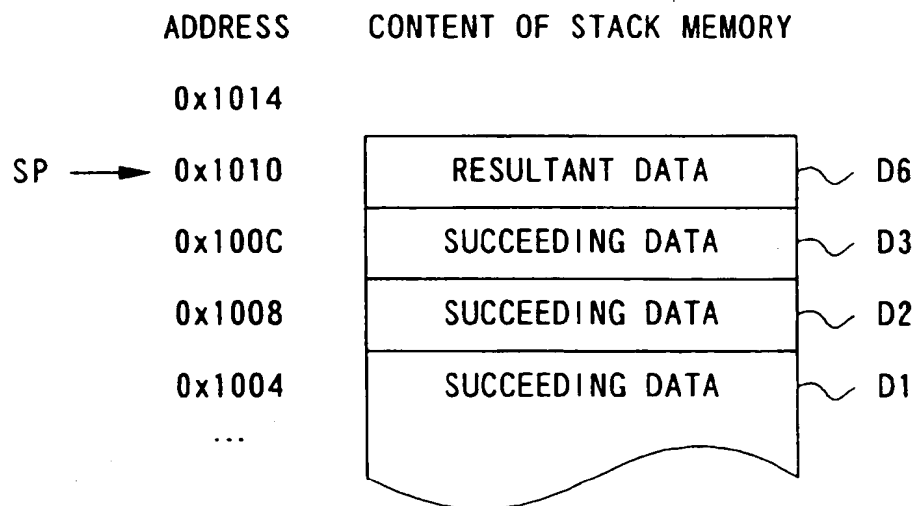 ADDRESS CONTENT OF STACK MEMORY
0x1014
SP 0x1010 RESULTANT DATA D6
0x100C SUCCEEDING DATA D3
0x1008 SUCCEEDING DATA D2
0x1004 SUCCEEDING DATA D1
...